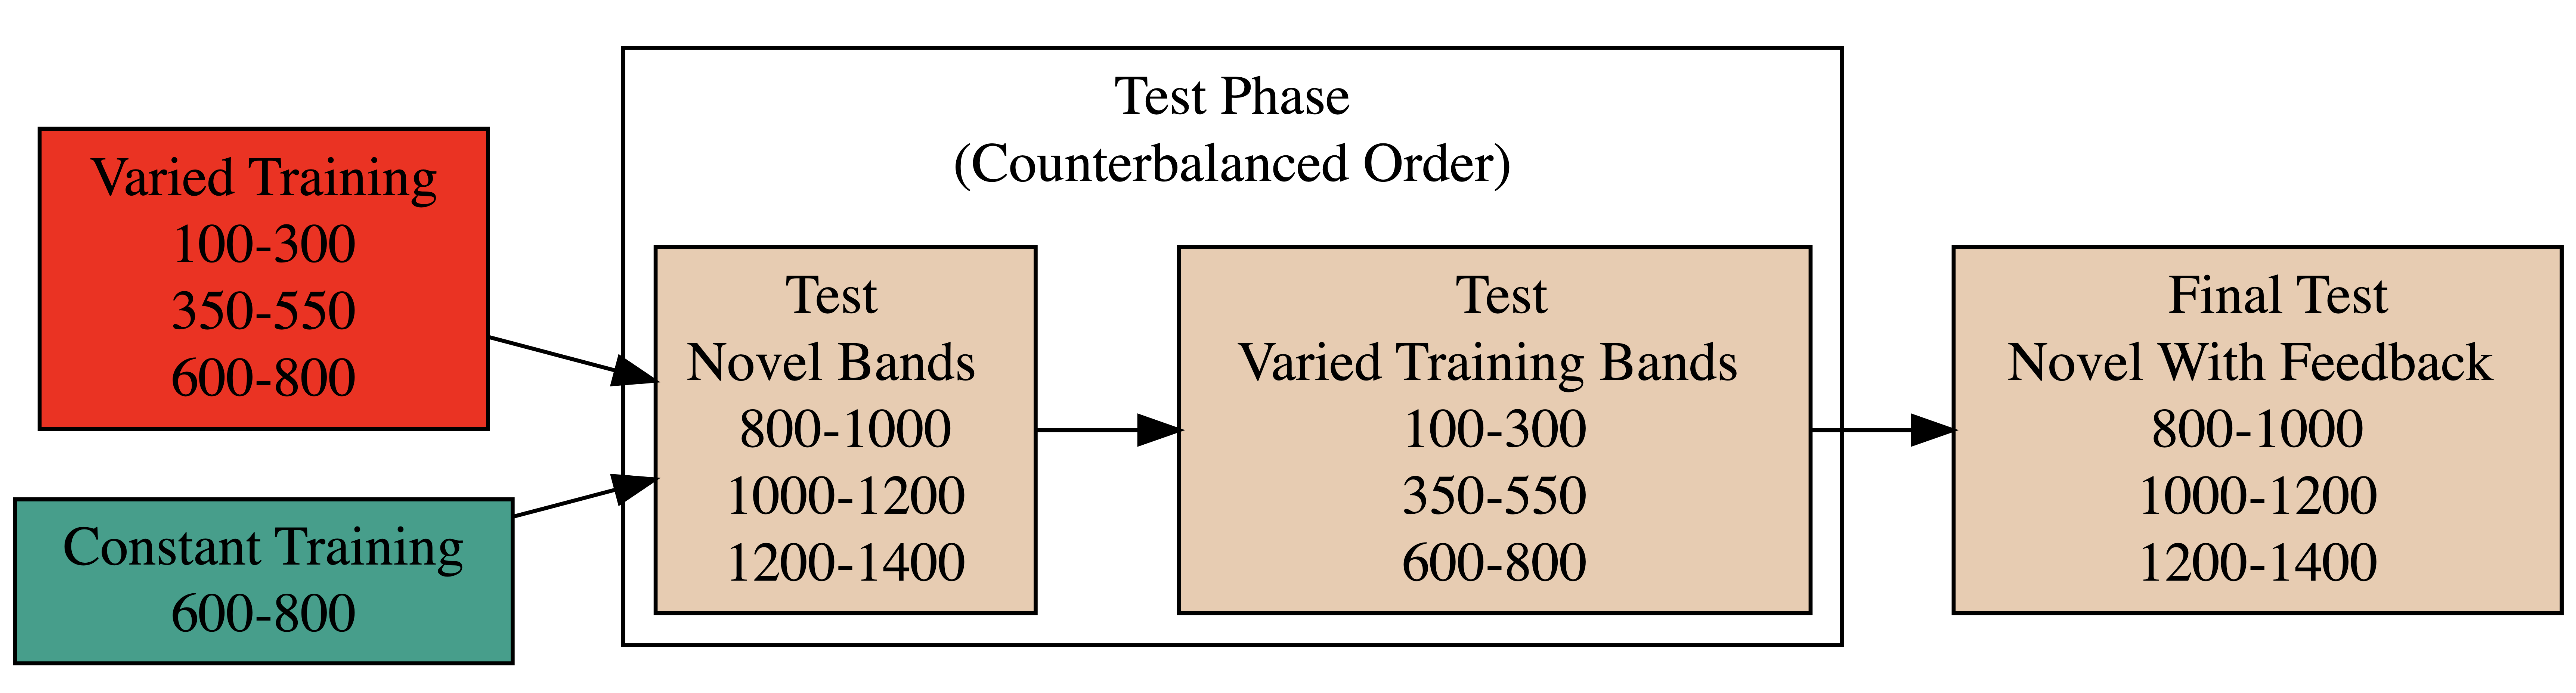 Varied Training
100-300
350-550
600-800
Constant Training
600-800
Test Phase
(Counterbalanced Order)
Test
Novel Bands
800-1000
1000-1200
1200-1400
Test
Varied Training Bands
100-300
350-550
600-800
Final Test
Novel With Feedback
800-1000
1000-1200
1200-1400